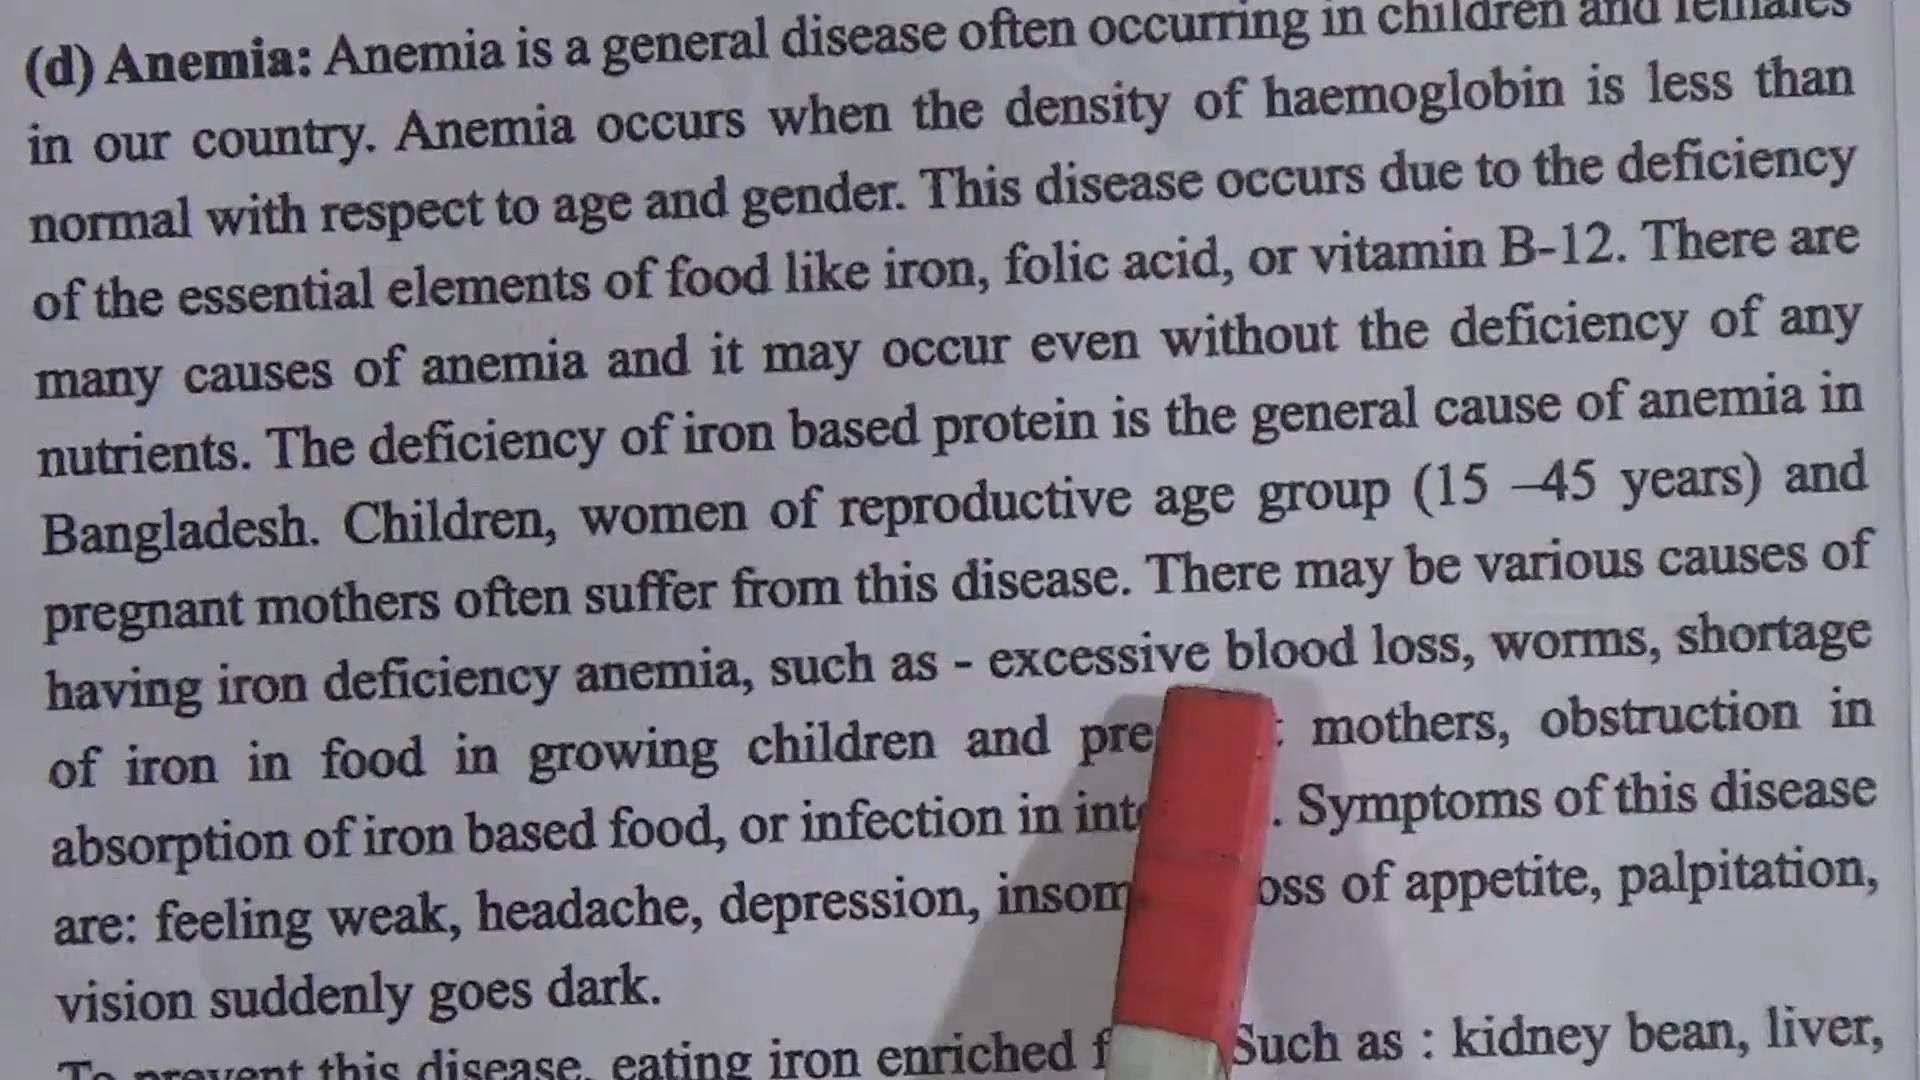 (d) Anemia: Anemia is a general disease often occurring in children and females
in our country. Anemia occurs when the density of haemoglobin is less than
normal with respect to age and gender. This disease occurs due to the deficiency
of the essential elements of food like iron, folic acid, or vitamin B-12. There are
many causes of anemia and it may occur even without the deficiency of any
nutrients. The deficiency of iron based protein is the general cause of anemia in
Bangladesh. Children, women of reproductive age group (15 –45 years) and
pregnant mothers often suffer from this disease. There may be various causes of
having iron deficiency anemia, such as - excessive blood loss, worms, shortage
of iron in food in growing children and mothers, obstruction in
absorption of iron based food, or infection in . Symptoms of this disease
are: feeling weak, headache, depression, of appetite, palpitation,
vision suddenly goes dark.
To prevent this disease, eating iron enriched Such as : kidney bean, liver,